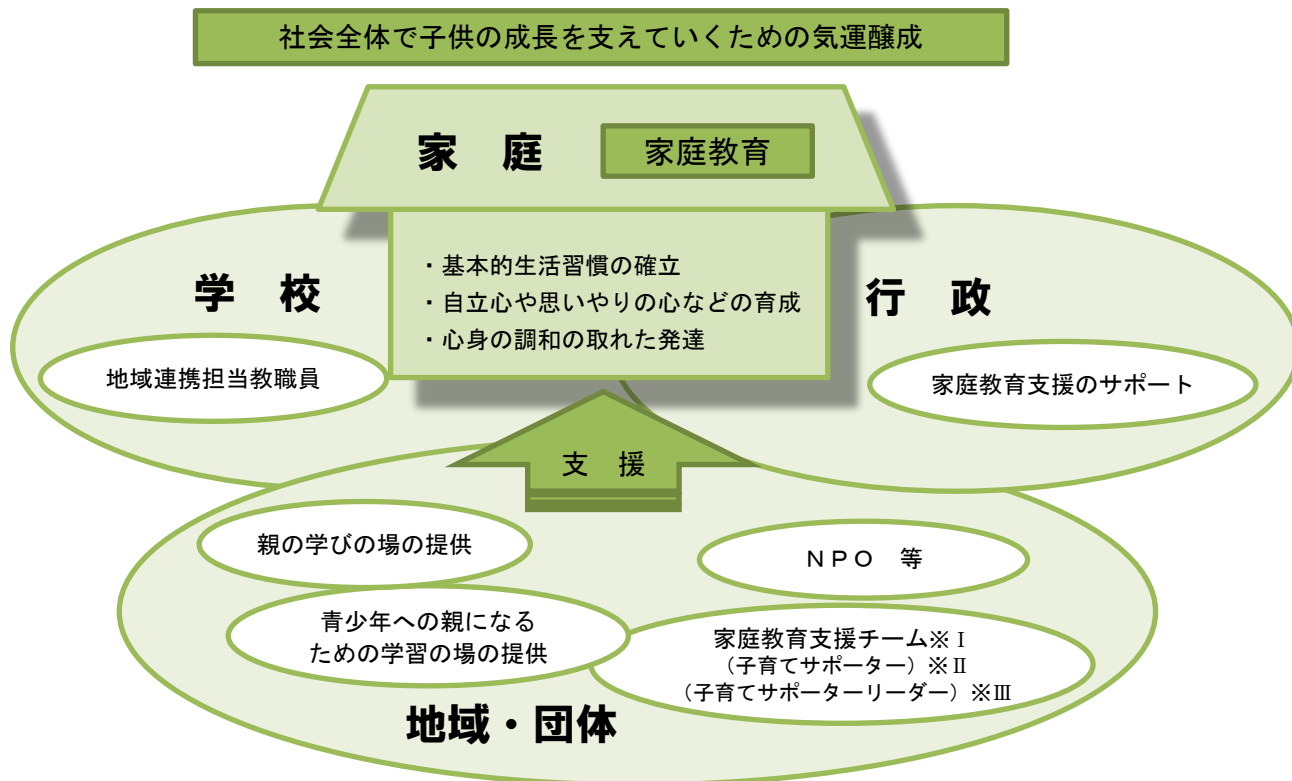 社会全体で子供の成長を支えていくための気運醸成
家　庭
家庭教育
・基本的生活習慣の確立
・自立心や思いやりの心などの育成
・心身の調和の取れた発達
学　校
地域連携担当教職員
行　政
家庭教育支援のサポート
支　援
親の学びの場の提供
ＮＰＯ　等
青少年への親になる
ための学習の場の提供
家庭教育支援チーム※Ⅰ
（子育てサポーター）※Ⅱ
（子育てサポーターリーダー）※Ⅲ
地域・団体